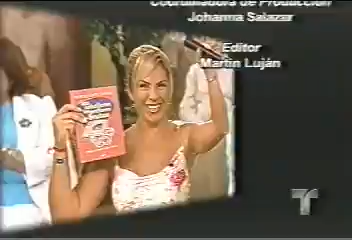 Coordinadora de Producción
Johanna Salazar
Editor
Martín Luján
T